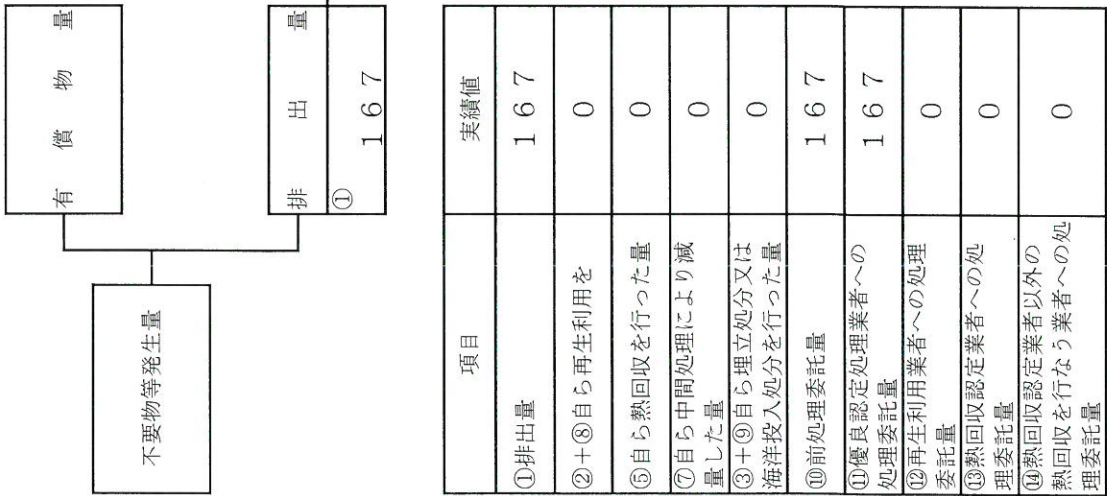 有償物量
不要物等発生量
排出量
①
167
項目 実績値
①排出量 167
②+⑧自ら再生利用を 0
⑤自ら熱回収を行った量 0
⑦自ら中間処理により減
量した量 0
③+⑨自ら埋立処分又は
海洋投入処分を行った量 0
⑩前処理委託量 167
⑪優良認定処理業者への
処理委託量 167
⑫再生利用業者への処理
委託量 0
⑬熱回収認定業者への処
理委託量 0
⑭熱回収認定業者以外の
熱回収を行なう業者への処
理委託量 0